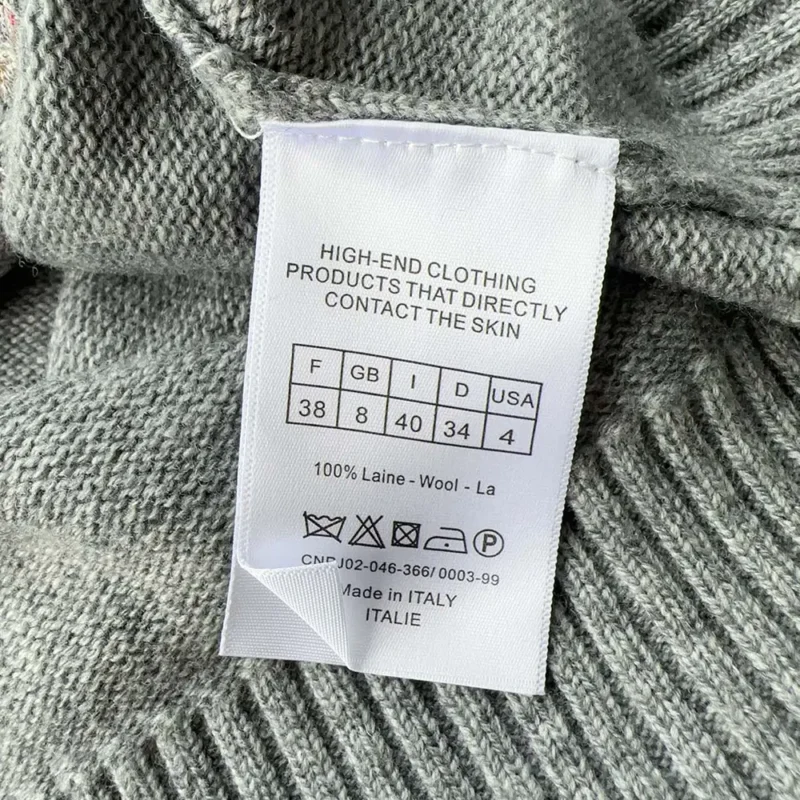 HIGH-END CLOTHING
PRODUCTS THAT DIRECTLY
CONTACT THE SKIN
F GB I D USA
38 8 40 34 4
100% Laine - Wool - La
P
02-046-366/ 0003-99
Made in ITALY
ITALIE